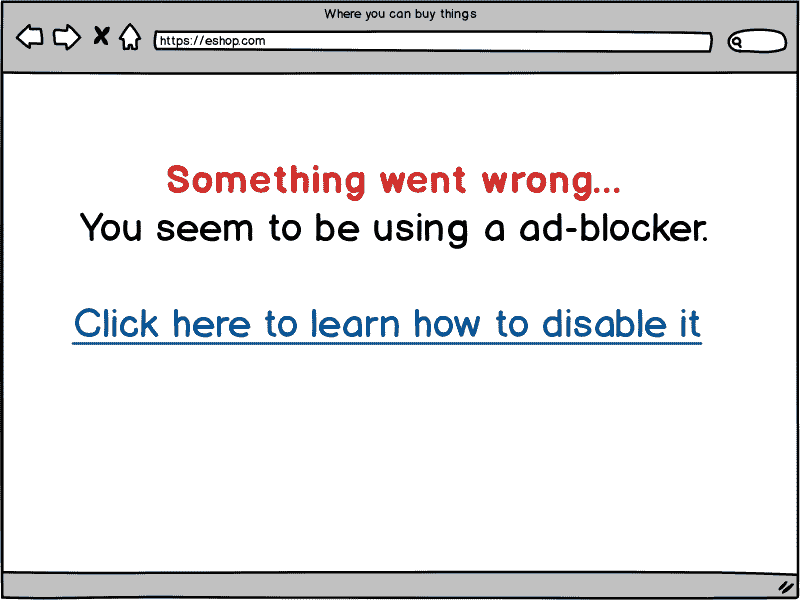 Where you can buy things
https://eshop.com
Something went wrong...
You seem to be using a ad-blocker.
Click here to learn how to disable it